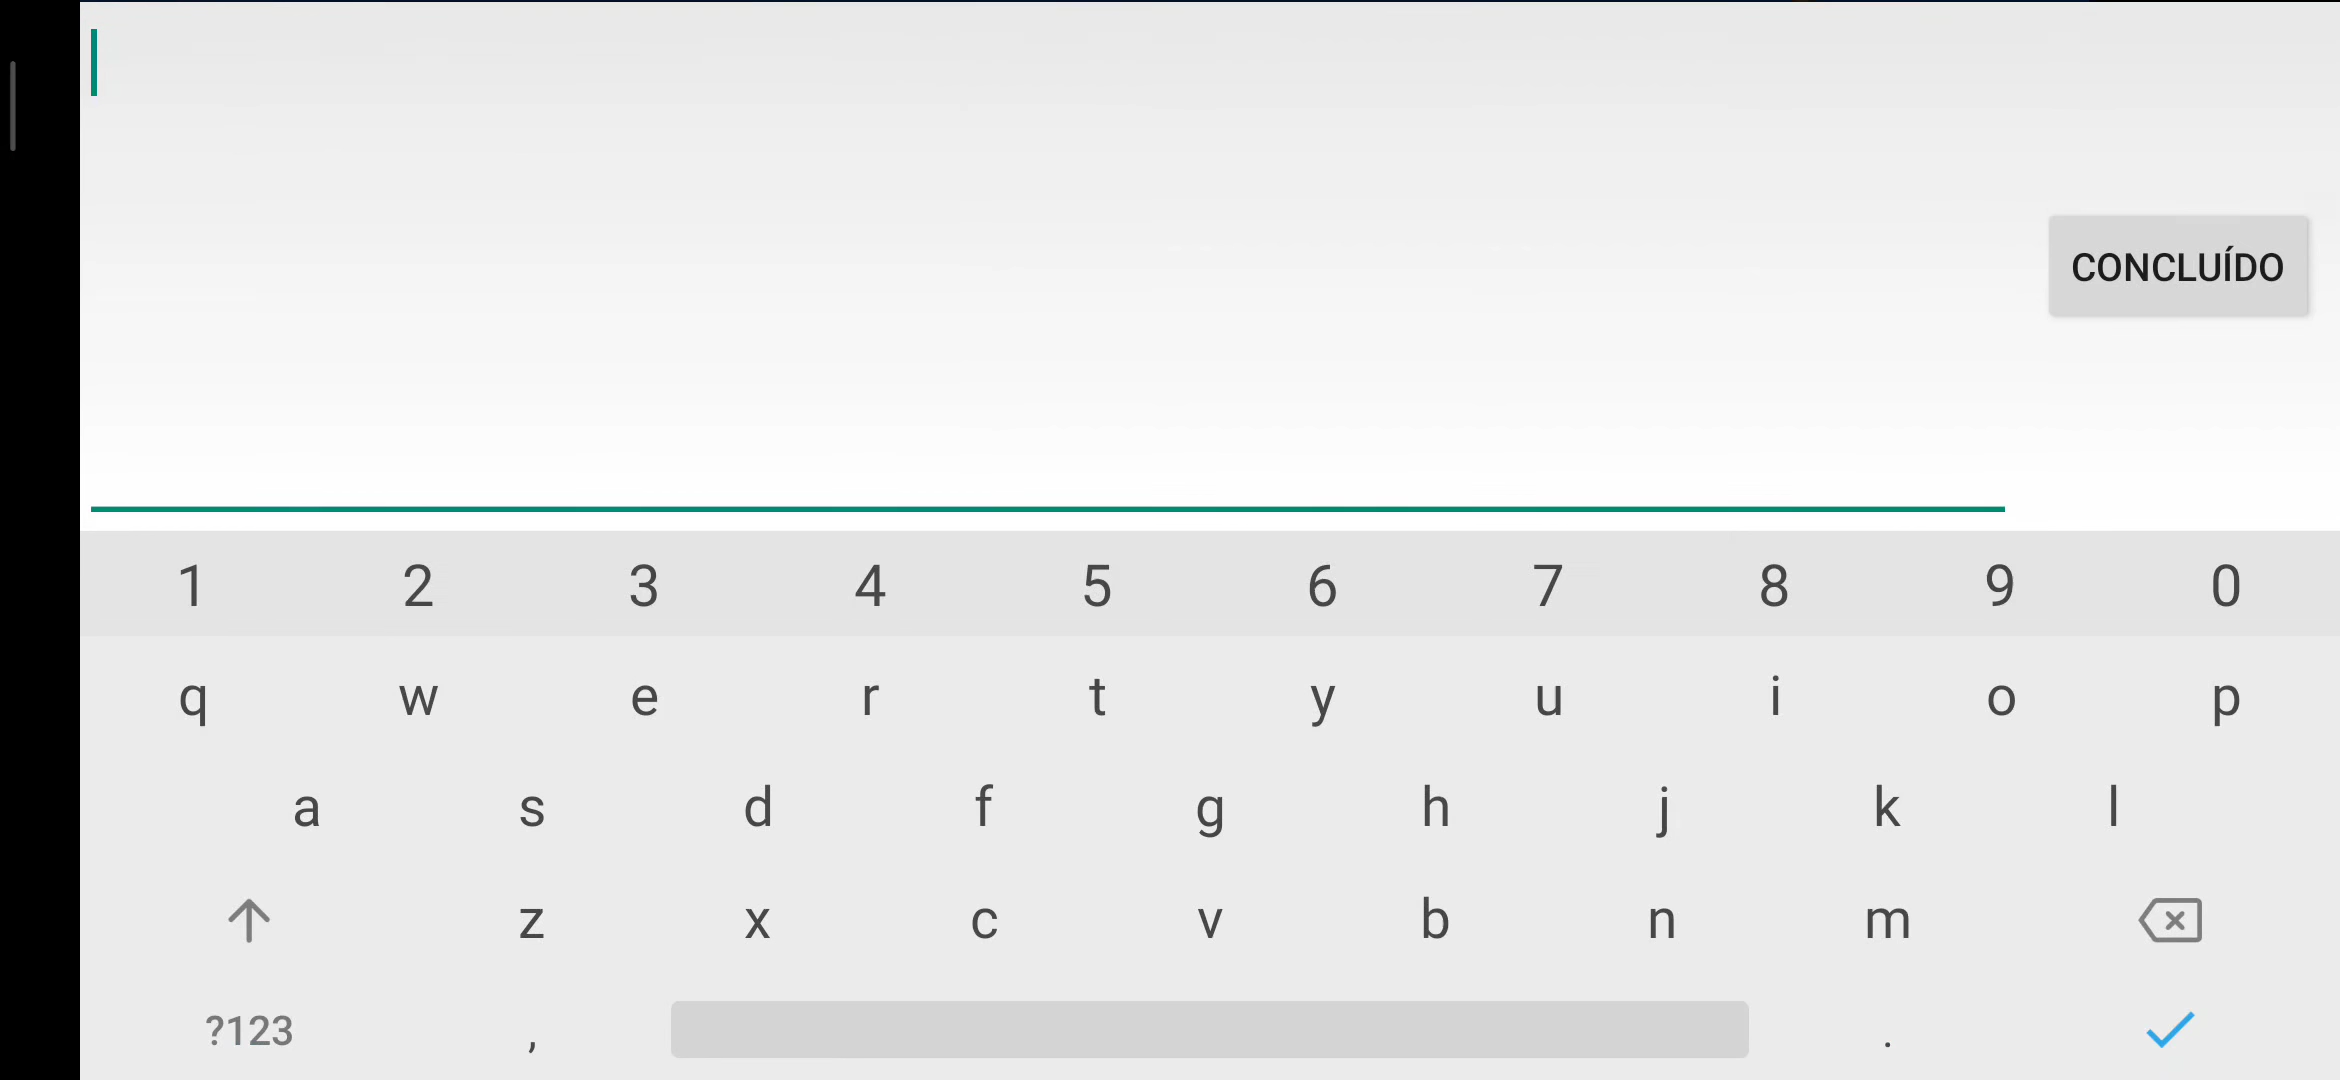 CONCLUÍDO
1 2 3 4 5 6 7 8 9 0
q w e r t y u i o p
a s d f g h j k l
z x c v b n m
?123 , .